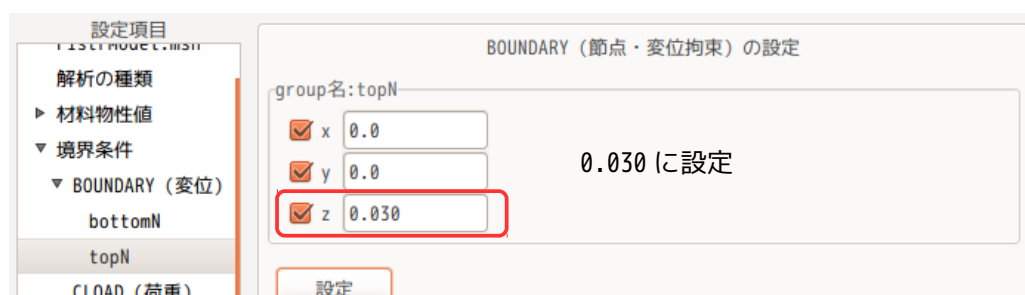 設定項目
FistrModel.msh
解析の種類
材料物性値
境界条件
BOUNDARY (変位)
bottomN
topN
CLOAD (荷重)
BOUNDARY (節点・変位拘束) の設定
group名:topN
x 0.0
y 0.0
z 0.030
0.030 に設定
設定